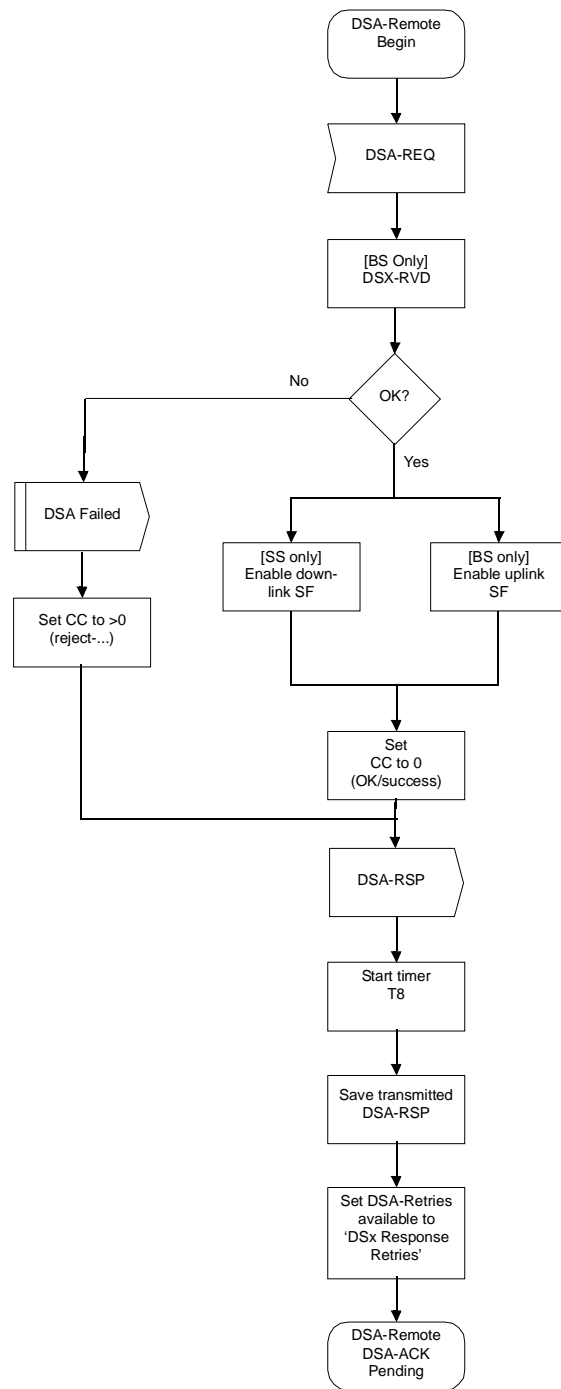 DSA-Remote
Begin
DSA-REQ
[BS Only]
DSX-RVD
OK?
No
Yes
DSA Failed
[SS only]
Enable down-
link SF
[BS only]
Enable uplink
SF
Set CC to >0
(reject-...)
Set
CC to 0
(OK/success)
DSA-RSP
Start timer
T8
Save transmitted
DSA-RSP
Set DSA-Retries
available to
‘DSx Response
Retries’
DSA-Remote
DSA-ACK
Pending